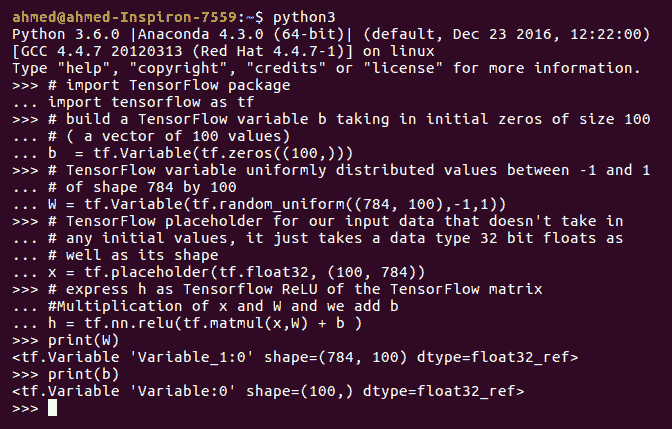 ahmed@ahmed-Inspiron-7559:~$ python3
Python 3.6.0 |Anaconda 4.3.0 (64-bit)| (default, Dec 23 2016, 12:22:00)
[GCC 4.4.7 20120313 (Red Hat 4.4.7-1)] on linux
Type "help", "copyright", "credits" or "license" for more information.
>>> # import TensorFlow package
... import tensorflow as tf
>>> # build a TensorFlow variable b taking in initial zeros of size 100
... # ( a vector of 100 values)
... b  = tf.Variable(tf.zeros((100,)))
>>> # TensorFlow variable uniformly distributed values between -1 and 1
... # of shape 784 by 100
... W = tf.Variable(tf.random_uniform((784, 100),-1,1))
>>> # TensorFlow placeholder for our input data that doesn't take in
... # any initial values, it just takes a data type 32 bit floats as
... # well as its shape
... x = tf.placeholder(tf.float32, (100, 784))
>>> # express h as Tensorflow ReLU of the TensorFlow matrix
... #Multiplication of x and W and we add b
... h = tf.nn.relu(tf.matmul(x,W) + b )
>>> print(W)
<tf.Variable 'Variable_1:0' shape=(784, 100) dtype=float32_ref>
>>> print(b)
<tf.Variable 'Variable:0' shape=(100,) dtype=float32_ref>
>>>